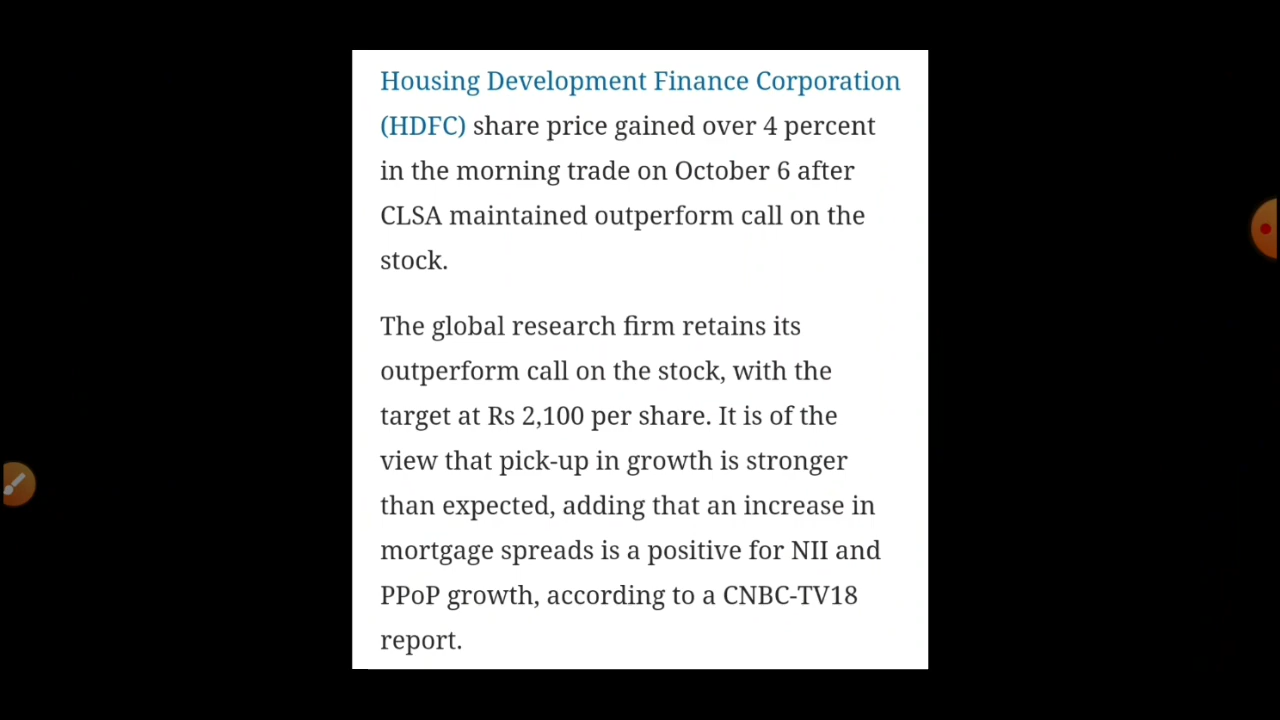 Housing Development Finance Corporation
(HDFC) share price gained over 4 percent
in the morning trade on October 6 after
CLSA maintained outperform call on the
stock.
The global research firm retains its
outperform call on the stock, with the
target at Rs 2,100 per share. It is of the
view that pick-up in growth is stronger
than expected, adding that an increase in
mortgage spreads is a positive for NII and
PPoP growth, according to a CNBC-TV18
report.